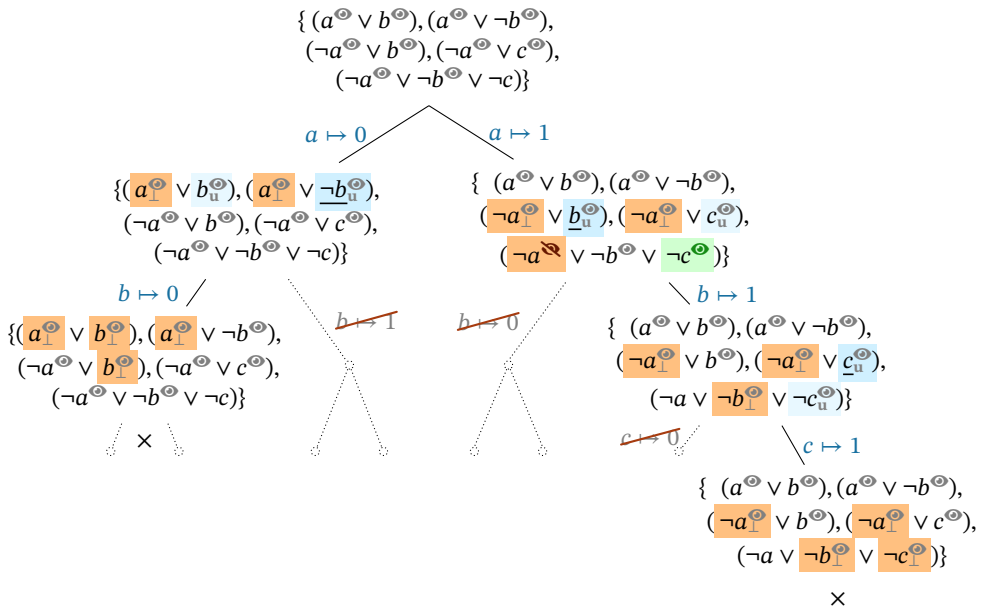 { (a👁 ∨ b👁), (a👁 ∨ ¬b👁),
(¬a👁 ∨ b👁), (¬a👁 ∨ c👁),
(¬a👁 ∨ ¬b👁 ∨ ¬c)}
a ↦ 0
a ↦ 1
{(a⊥👁 ∨ bu👁), (a⊥👁 ∨ ¬bu👁),
(¬a👁 ∨ b👁), (¬a👁 ∨ c👁),
(¬a👁 ∨ ¬b👁 ∨ ¬c)}
{ (a👁 ∨ b👁), (a👁 ∨ ¬b👁),
(¬a⊥👁 ∨ bu👁), (¬a⊥👁 ∨ cu👁),
(¬a👁 ∨ ¬b👁 ∨ ¬c👁)}
b ↦ 0
b ↦ 1
b ↦ 0
b ↦ 1
{(a⊥👁 ∨ b⊥👁), (a⊥👁 ∨ ¬b👁),
(¬a👁 ∨ b⊥👁), (¬a👁 ∨ c👁),
(¬a👁 ∨ ¬b👁 ∨ ¬c)}
×
{ (a👁 ∨ b👁), (a👁 ∨ ¬b👁),
(¬a⊥👁 ∨ b👁), (¬a⊥👁 ∨ cu👁),
(¬a ∨ ¬b⊥👁 ∨ ¬cu👁)}
c ↦ 0
c ↦ 1
{ (a👁 ∨ b👁), (a👁 ∨ ¬b👁),
(¬a⊥👁 ∨ b👁), (¬a⊥👁 ∨ c👁),
(¬a ∨ ¬b⊥👁 ∨ ¬c⊥👁)}
×